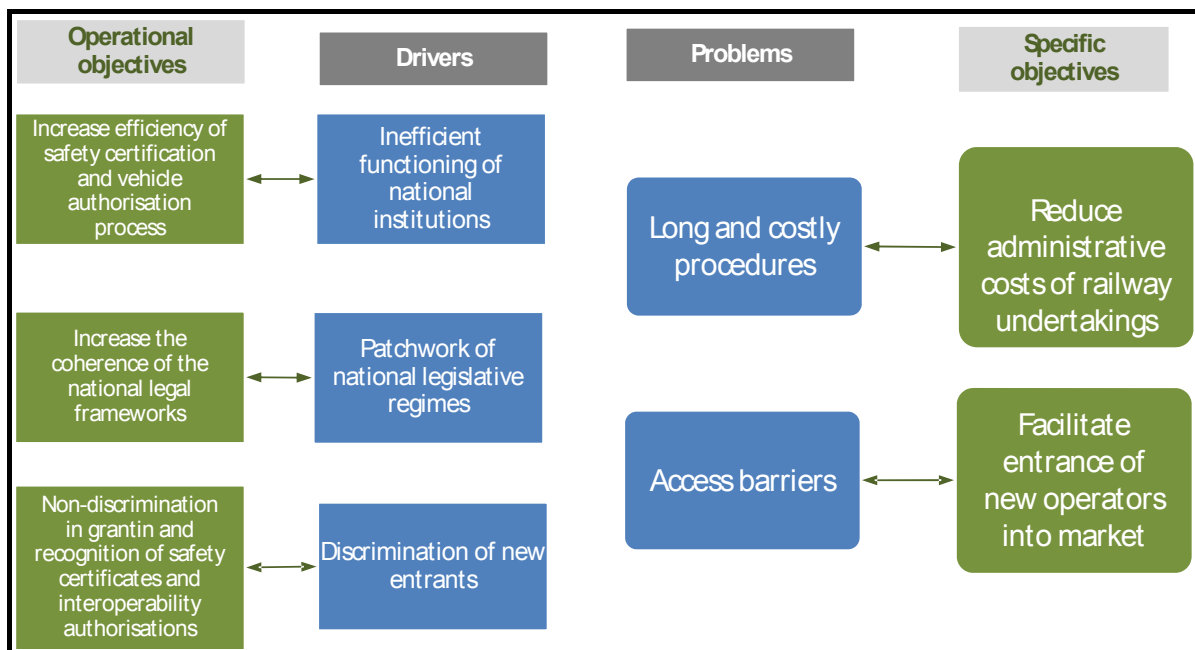 Operational
objectives
Drivers
Problems
Specific
objectives
Increase efficiency of
safety certification
and vehicle
authorisation
process
Inefficient
functioning of
national
institutions
Long and costly
procedures
Reduce
administrative
costs of railway
undertakings
Increase the
coherence of the
national legal
frameworks
Patchwork of
national legislative
regimes
Access barriers
Facilitate
entrance of
new operators
into market
Non-discrimination
in grantin and
recognition of safety
certificates and
interoperability
authorisations
Discrimination of new
entrants